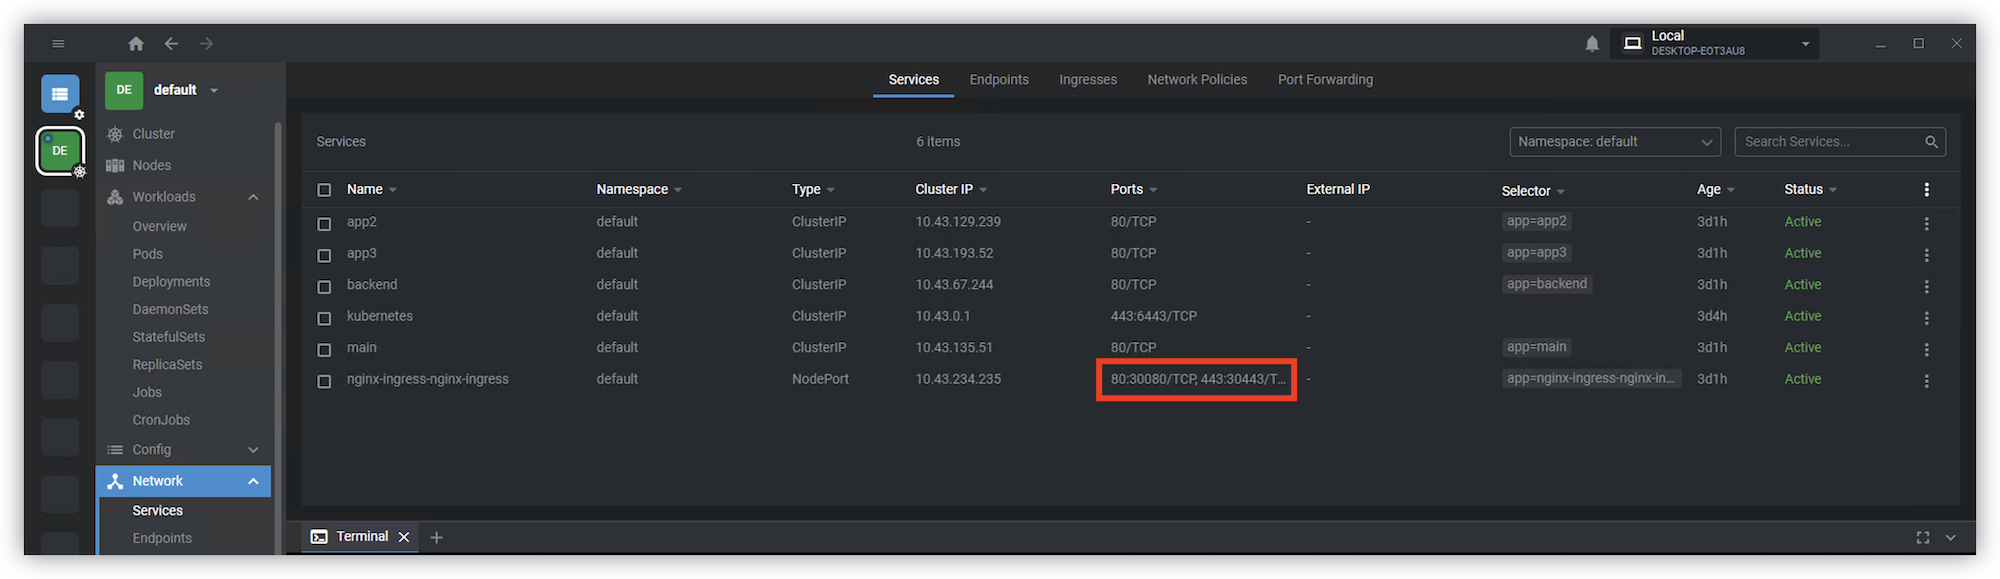 Local
DESKTOP-EOT3AU8
DE default
DE
Cluster
Nodes
Workloads
Overview
Pods
Deployments
DaemonSets
StatefulSets
ReplicaSets
Jobs
CronJobs
Config
Network
Services
Endpoints
Services Endpoints Ingresses Network Policies Port Forwarding
Services 6 items Namespace: default Search Services...
Name Namespace Type Cluster IP Ports External IP Selector Age Status
app2 default ClusterIP 10.43.129.239 80/TCP - app=app2 3d1h Active
app3 default ClusterIP 10.43.193.52 80/TCP - app=app3 3d1h Active
backend default ClusterIP 10.43.67.244 80/TCP - app=backend 3d1h Active
kubernetes default ClusterIP 10.43.0.1 443:6443/TCP - 3d4h Active
main default ClusterIP 10.43.135.51 80/TCP - app=main 3d1h Active
nginx-ingress-nginx-ingress default NodePort 10.43.234.235 80:30080/TCP, 443:30443/T... - app=nginx-ingress-nginx-in... 3d1h Active
Terminal